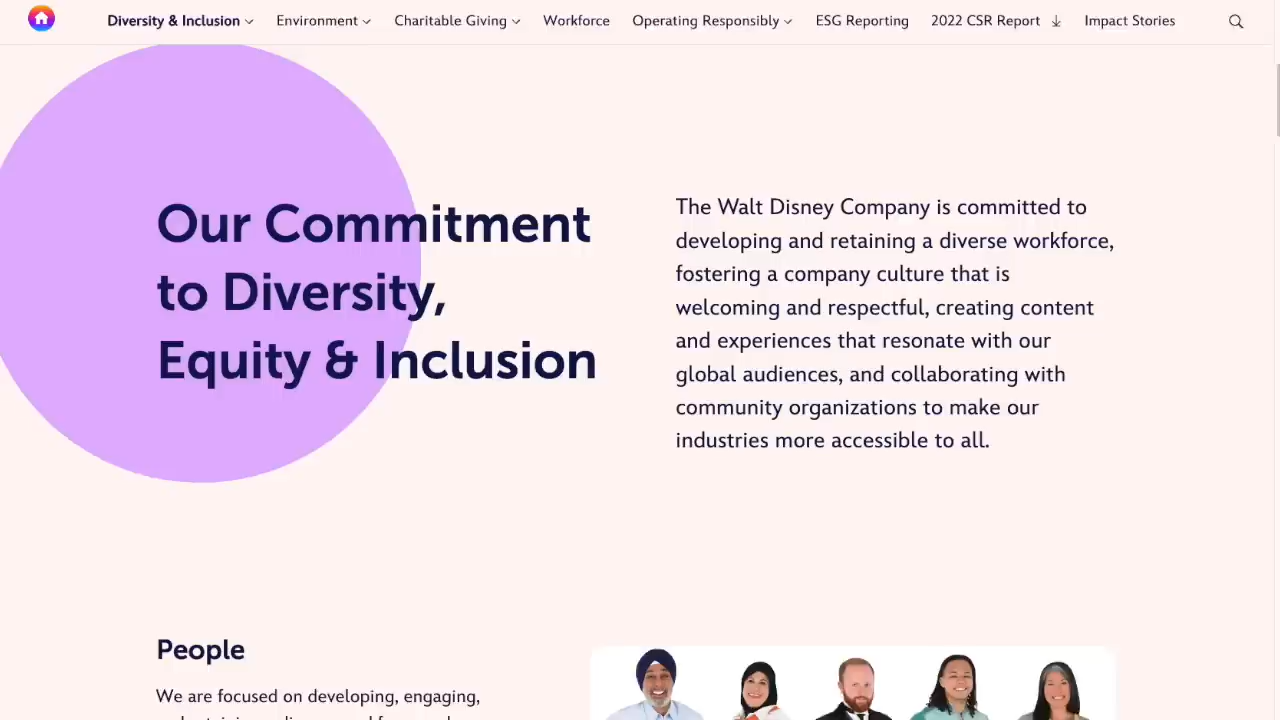 Diversity & Inclusion Environment Charitable Giving Workforce Operating Responsibly ESG Reporting 2022 CSR Report Impact Stories
Our Commitment
to Diversity,
Equity & Inclusion
The Walt Disney Company is committed to
developing and retaining a diverse workforce,
fostering a company culture that is
welcoming and respectful, creating content
and experiences that resonate with our
global audiences, and collaborating with
community organizations to make our
industries more accessible to all.
People
We are focused on developing, engaging,